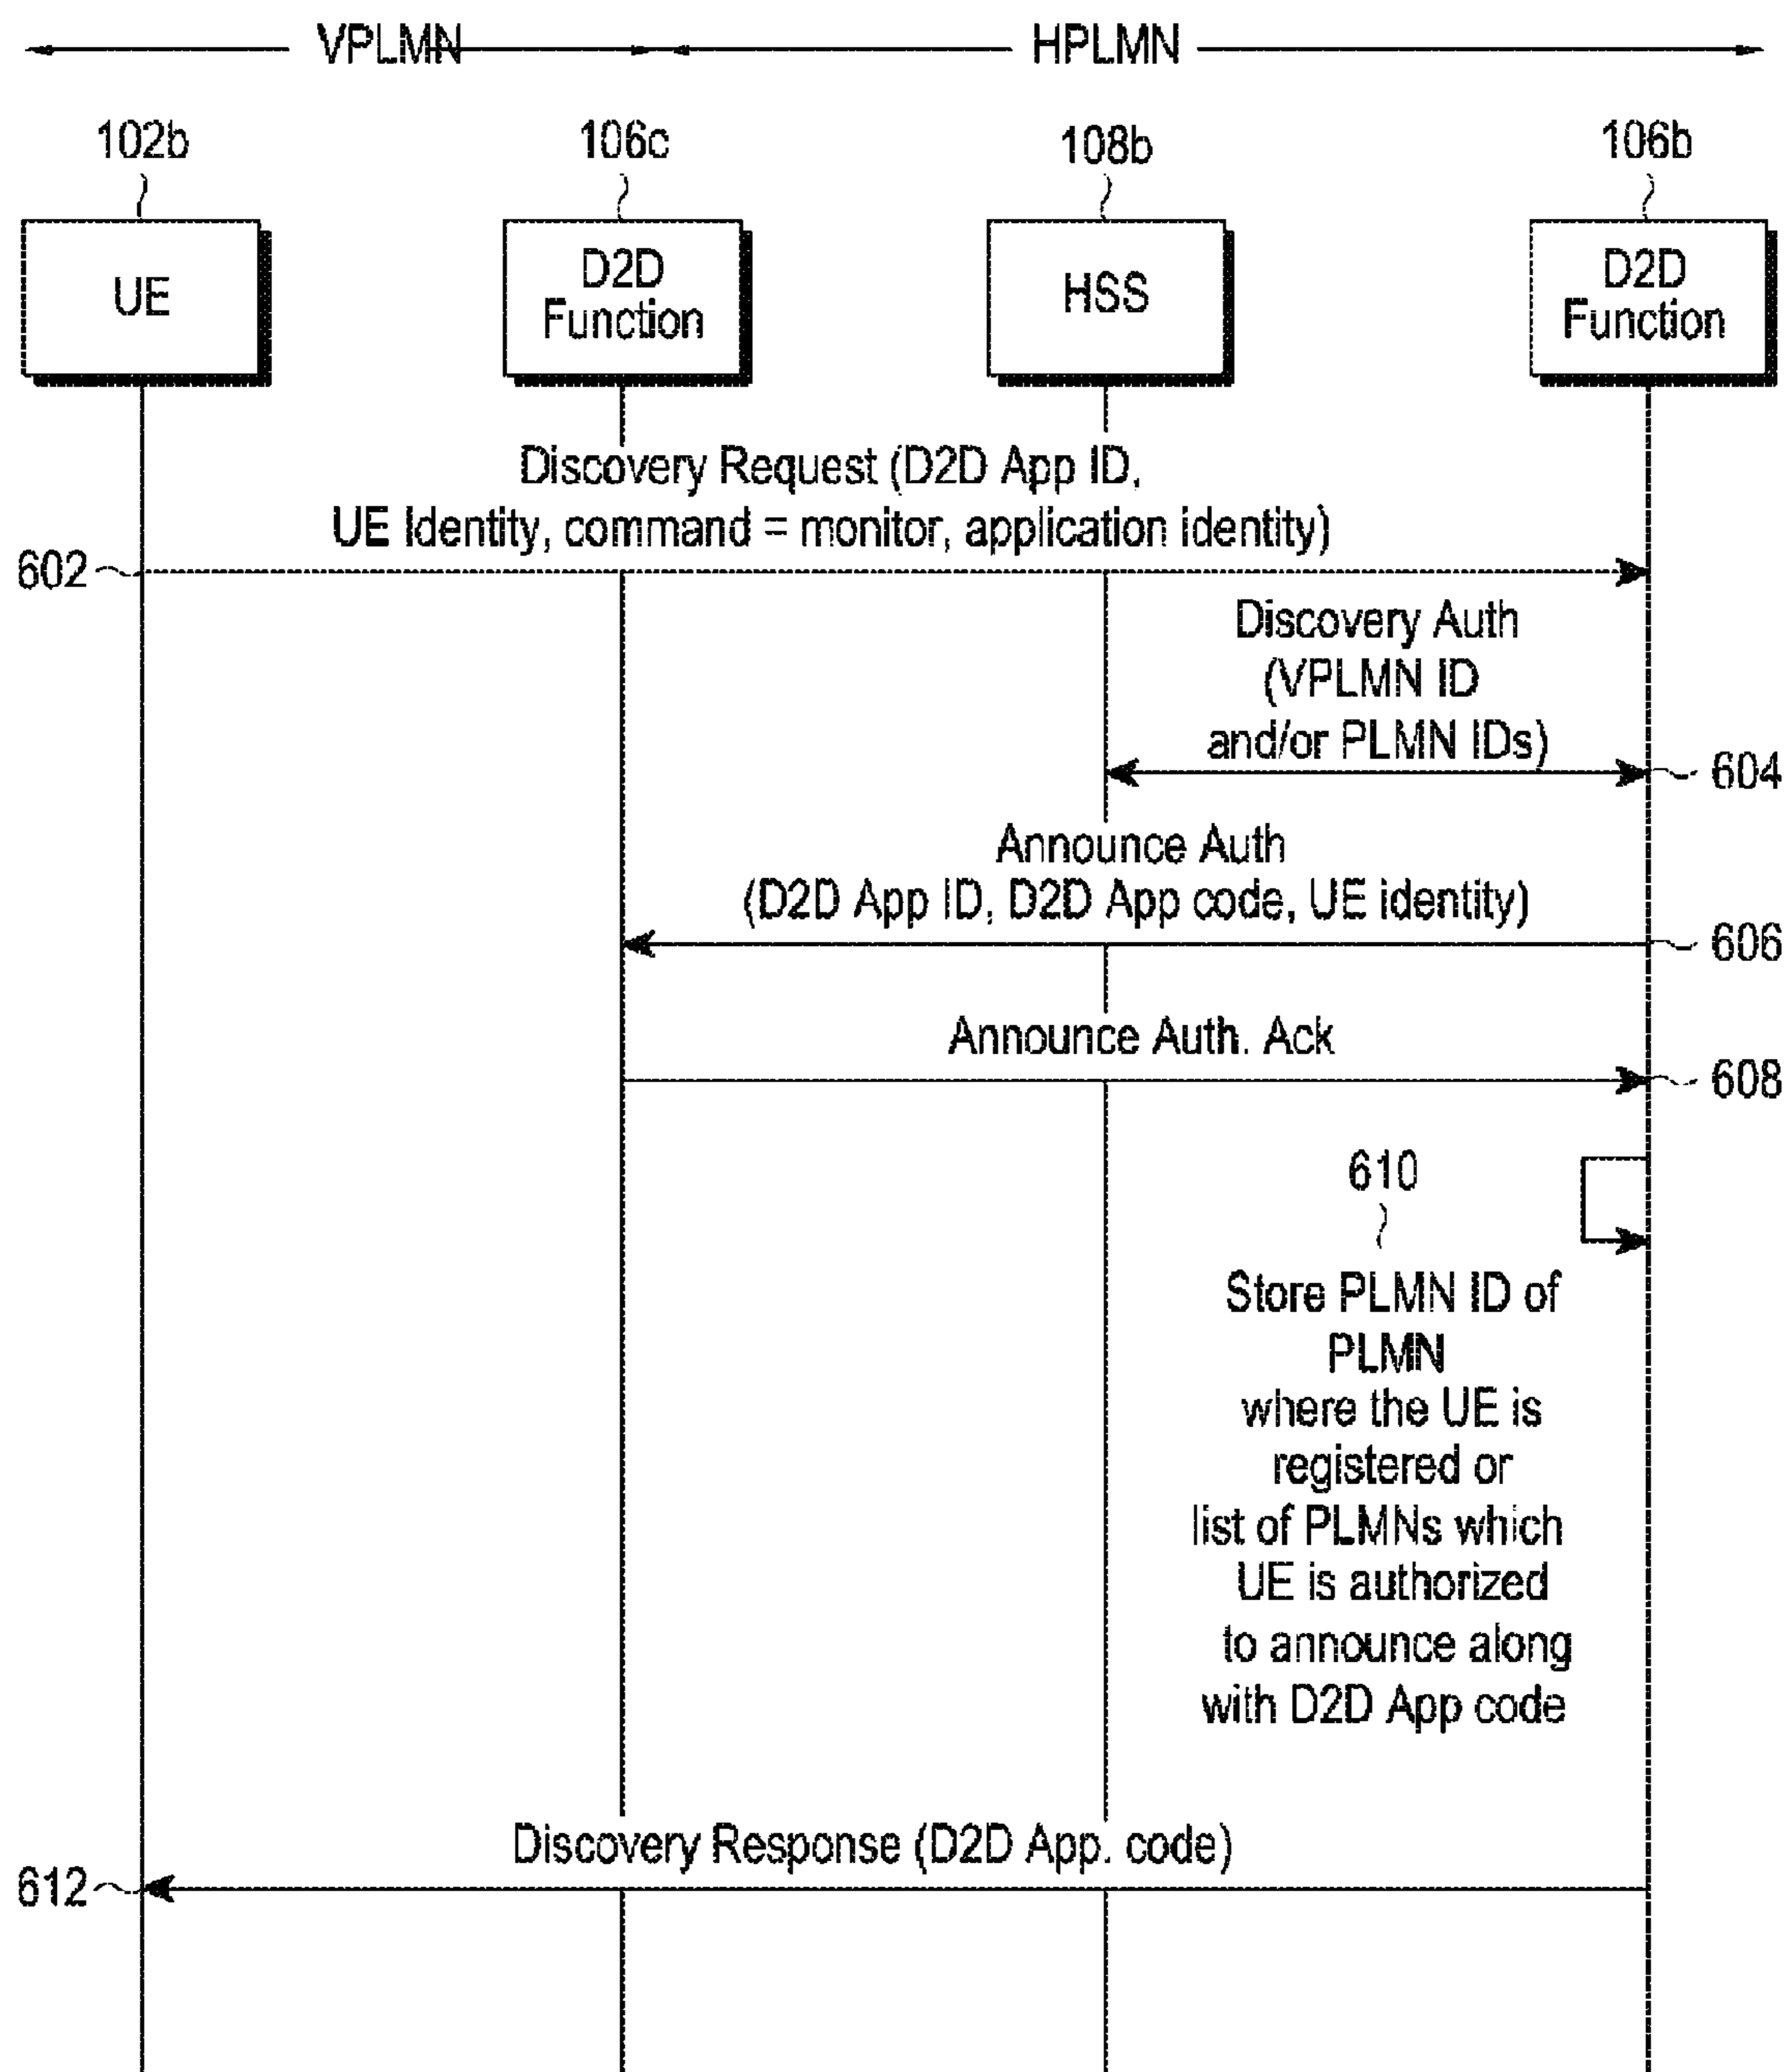 VPLMN HPLMN
102b 106c 108b 106b
UE D2D Function HSS D2D Function
Discovery Request (D2D App ID,
UE Identity, command = monitor, application identity)
602
Discovery Auth
(VPLMN ID
and/or PLMN IDs)
604
Announce Auth
(D2D App ID, D2D App code, UE identity)
606
Announce Auth. Ack
608
610
Store PLMN ID of
PLMN
where the UE is
registered or
list of PLMNs which
UE is authorized
to announce along
with D2D App code
Discovery Response (D2D App. code)
612